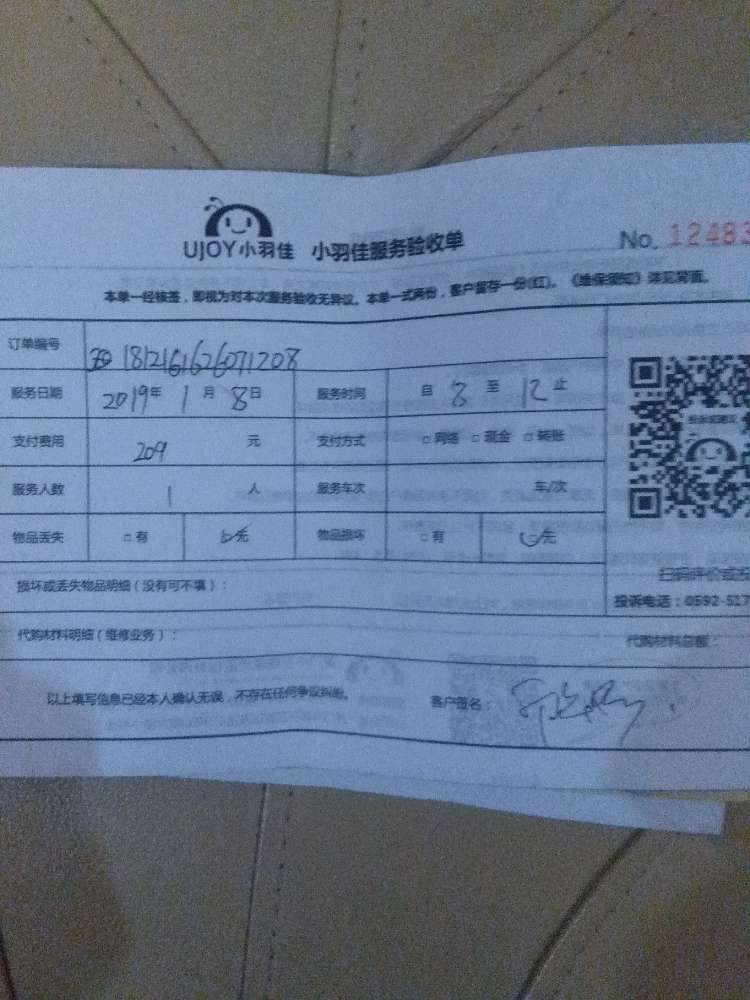 UJOY小羽佳 小羽佳服务验收单 No. 12483
本单一经核签，即视为对本次服务验收无异议。本单一式两份，客户留存一份(红)。《维保须知》详见背面。
订单编号 1812161626071208
服务日期 2019年 1月 8日 服务时间 自 8 至 12 止
支付费用 209 元 支付方式 □网络 □现金 □转账
服务人数 1 人 服务车次 车/次
物品丢失 □有 ☑无 物品损坏 □有 ☑无
扫码评价或投
损坏或丢失物品明细（没有可不填）：
投诉电话：0592-517
代购材料明细（维修业务）： 代购材料总额：
以上填写信息已经本人确认无误，不存在任何争议纠纷。 客户签名：